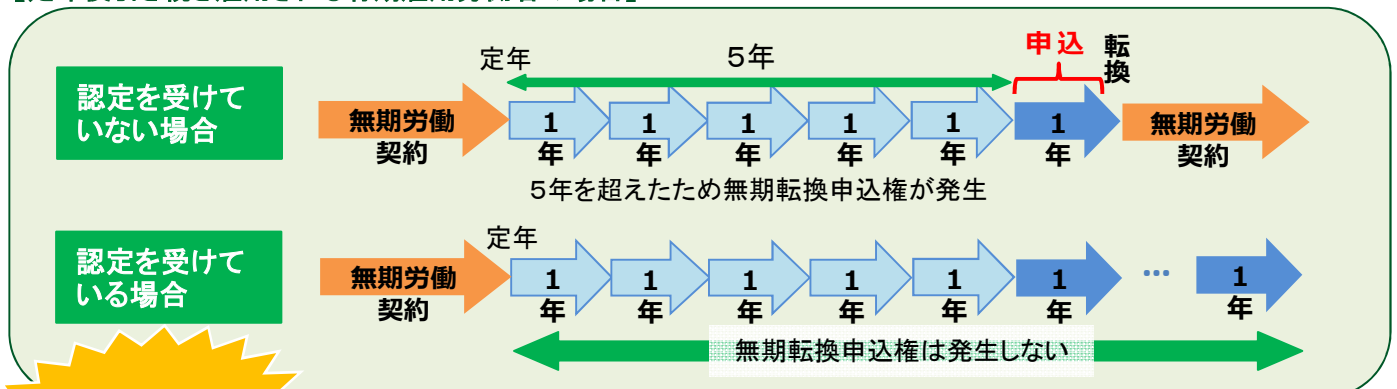 定年
5年
申込
転換
認定を受けて
いない場合
無期労働
契約
1年
1年
1年
1年
1年
1年
無期労働
契約
5年を超えたため無期転換申込権が発生
定年
認定を受けて
いる場合
無期労働
契約
1年
1年
1年
1年
1年
1年
…
1年
無期転換申込権は発生しない